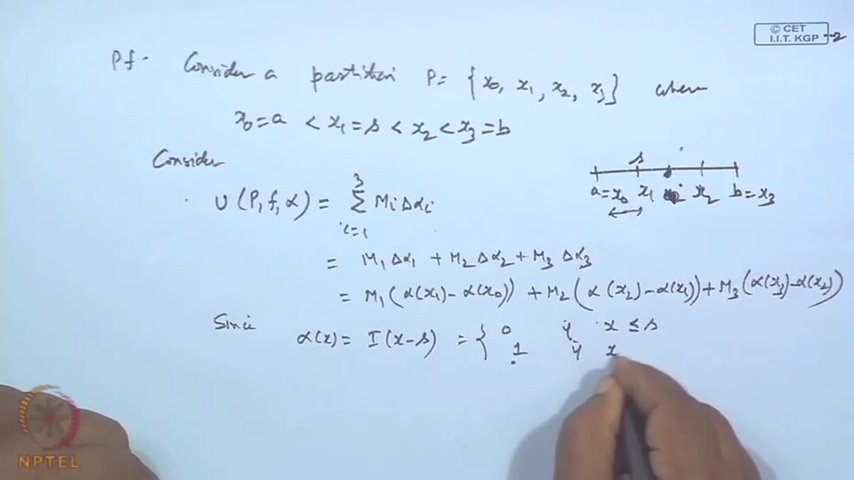 © CET
I.I.T. KGP
Pf. Consider a partition P = {x₀, x₁, x₂, x₃} where
x₀ = a < x₁ = s < x₂ < x₃ = b
Consider
s
a = x₀ x₁ x₂ b = x₃
U(P, f, α) = ∑ᵢ₌₁³ Mᵢ Δαᵢ
= M₁ Δα₁ + M₂ Δα₂ + M₃ Δα₃
= M₁ (α(x₁) - α(x₀)) + M₂ (α(x₂) - α(x₁)) + M₃ (α(x₃) - α(x₂))
Since α(x) = I(x-s) = { 0 if x ≤ s
1 if x
NPTEL